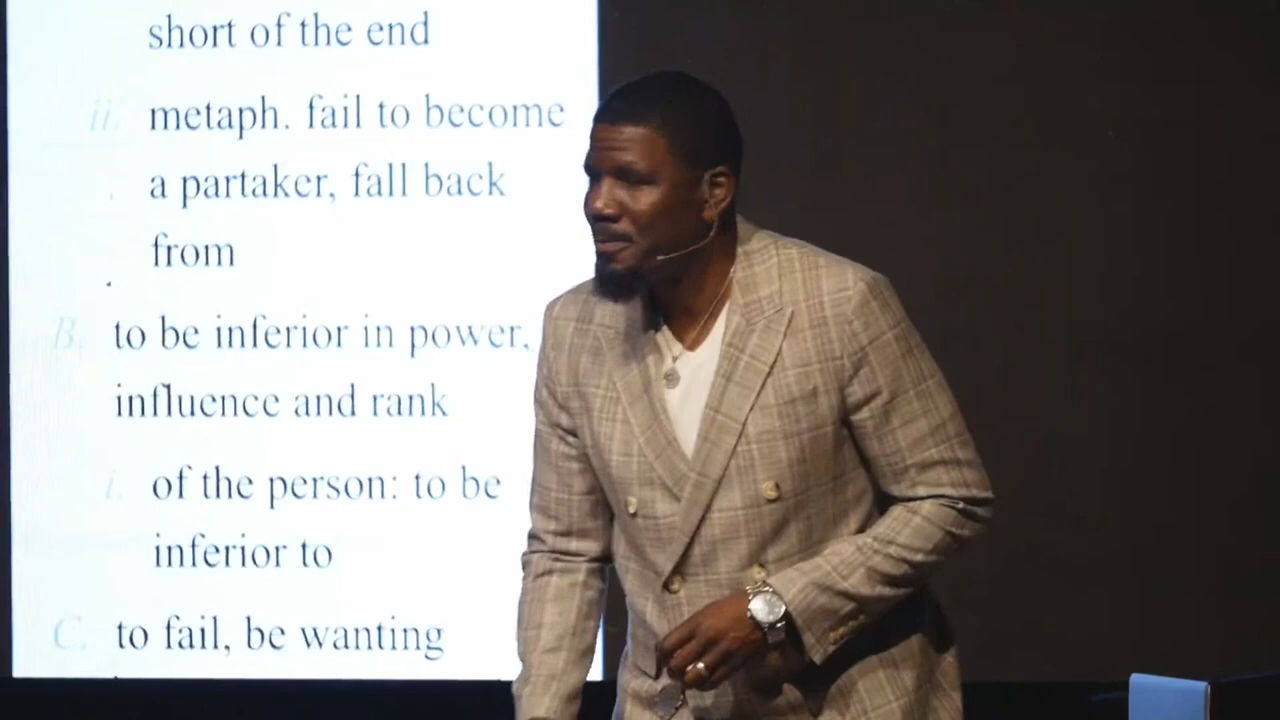 short of the end
ii. metaph. fail to become
a partaker, fall back
from
B. to be inferior in power,
influence and rank
i. of the person: to be
inferior to
C. to fail, be wanting